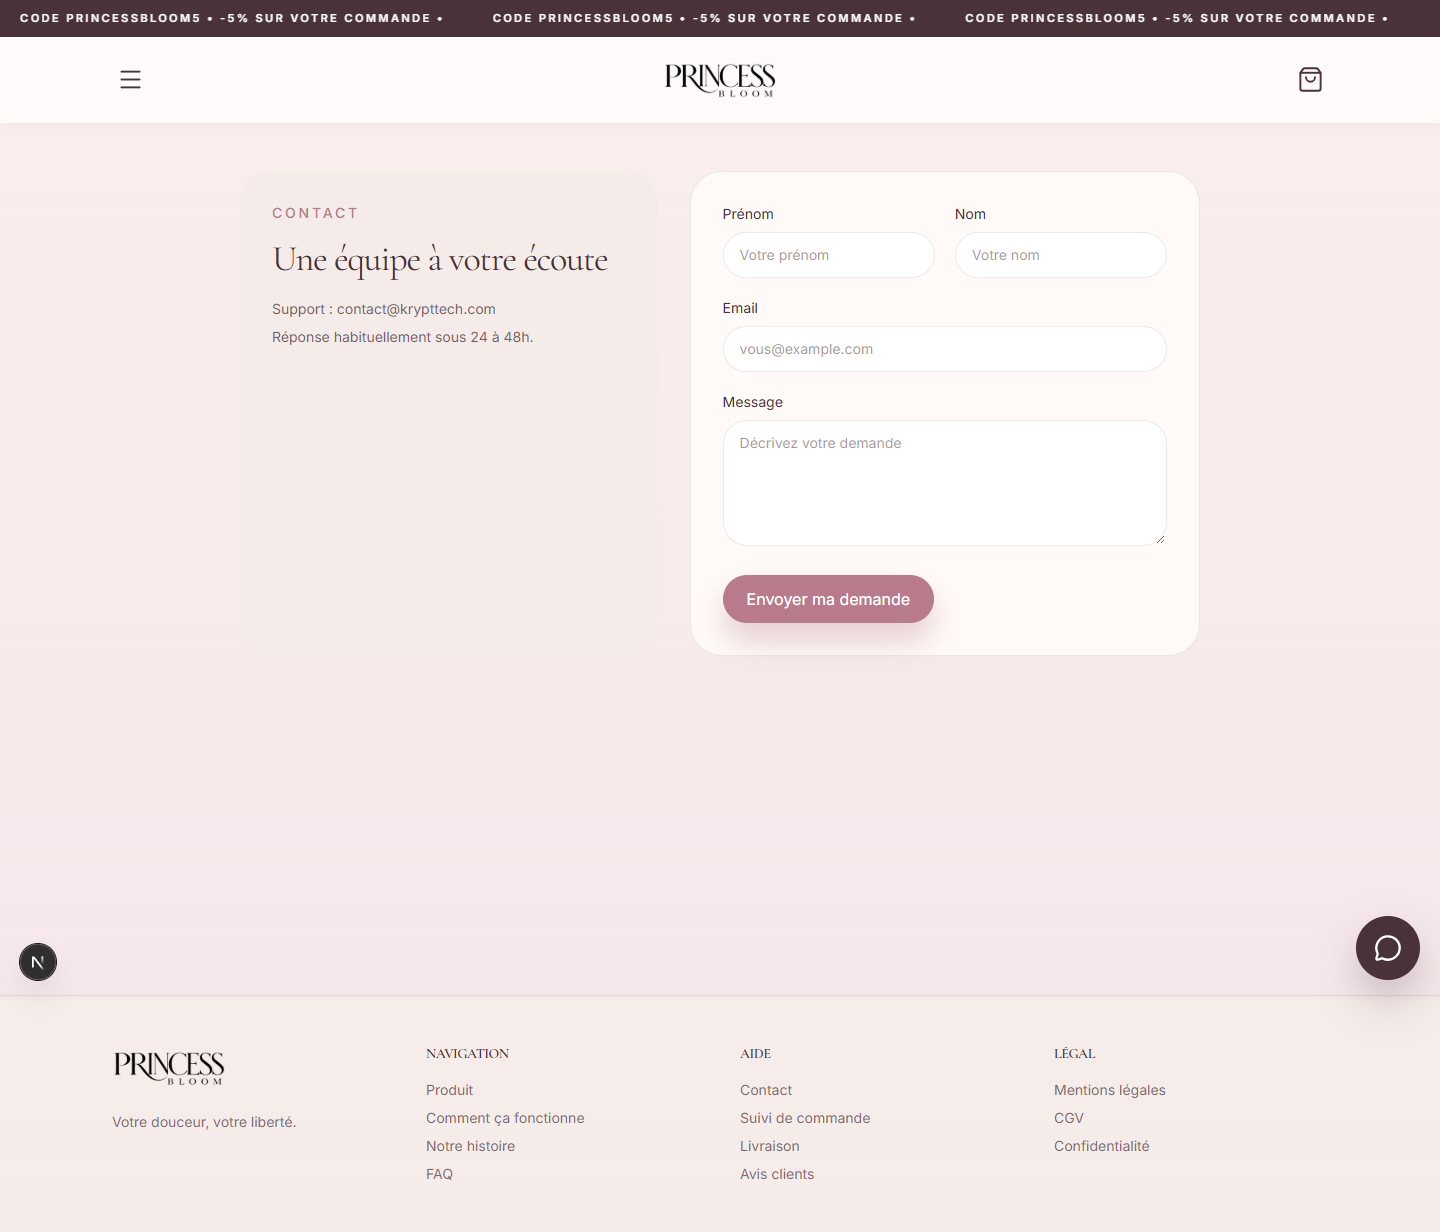 CODE PRINCESSBLOOM5 • -5% SUR VOTRE COMMANDE • CODE PRINCESSBLOOM5 • -5% SUR VOTRE COMMANDE • CODE PRINCESSBLOOM5 • -5% SUR VOTRE COMMANDE •
PRINCESS
BLOOM
CONTACT
Une équipe à votre écoute
Support : contact@krypttech.com
Réponse habituellement sous 24 à 48h.
Prénom
Nom
Votre prénom
Votre nom
Email
vous@example.com
Message
Décrivez votre demande
Envoyer ma demande
N
PRINCESS
BLOOM
Votre douceur, votre liberté.
NAVIGATION
Produit
Comment ça fonctionne
Notre histoire
FAQ
AIDE
Contact
Suivi de commande
Livraison
Avis clients
LÉGAL
Mentions légales
CGV
Confidentialité